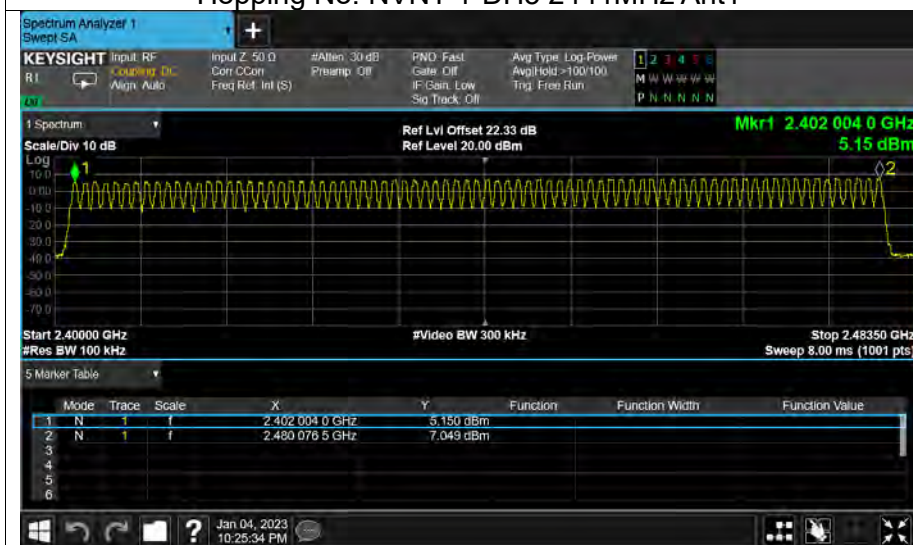 Hopping No. NVNT 1-DH5 2441MHz Ant1
Spectrum Analyzer 1
Swept SA
+
KEYSIGHT Input: RF Input Z: 50 Ω #Atten: 30 dB PNO: Fast Avg Type: Log-Power 1 2 3 4 5 6
R1 Coupling: DC Corr CCorr Preamp: Off Gate: Off Avg|Hold:>100/100 M W W W W W
Align: Auto Freq Ref: Int (S) IF Gain: Low Trig: Free Run P N N N N N
Sig Track: Off
1 Spectrum Ref Lvl Offset 22.33 dB Mkr1 2.402 004 0 GHz
Scale/Div 10 dB Ref Level 20.00 dBm 5.15 dBm
Log
10.0 1 2
0.00
-10.0
-20.0
-30.0
-40.0
-50.0
-60.0
-70.0
Start 2.40000 GHz #Video BW 300 kHz Stop 2.48350 GHz
#Res BW 100 kHz Sweep 8.00 ms (1001 pts)
5 Marker Table
Mode Trace Scale X Y Function Function Width Function Value
1 N 1 f 2.402 004 0 GHz 5.150 dBm
2 N 1 f 2.480 076 5 GHz 7.049 dBm
3
4
5
6
? Jan 04, 2023
10:25:34 PM